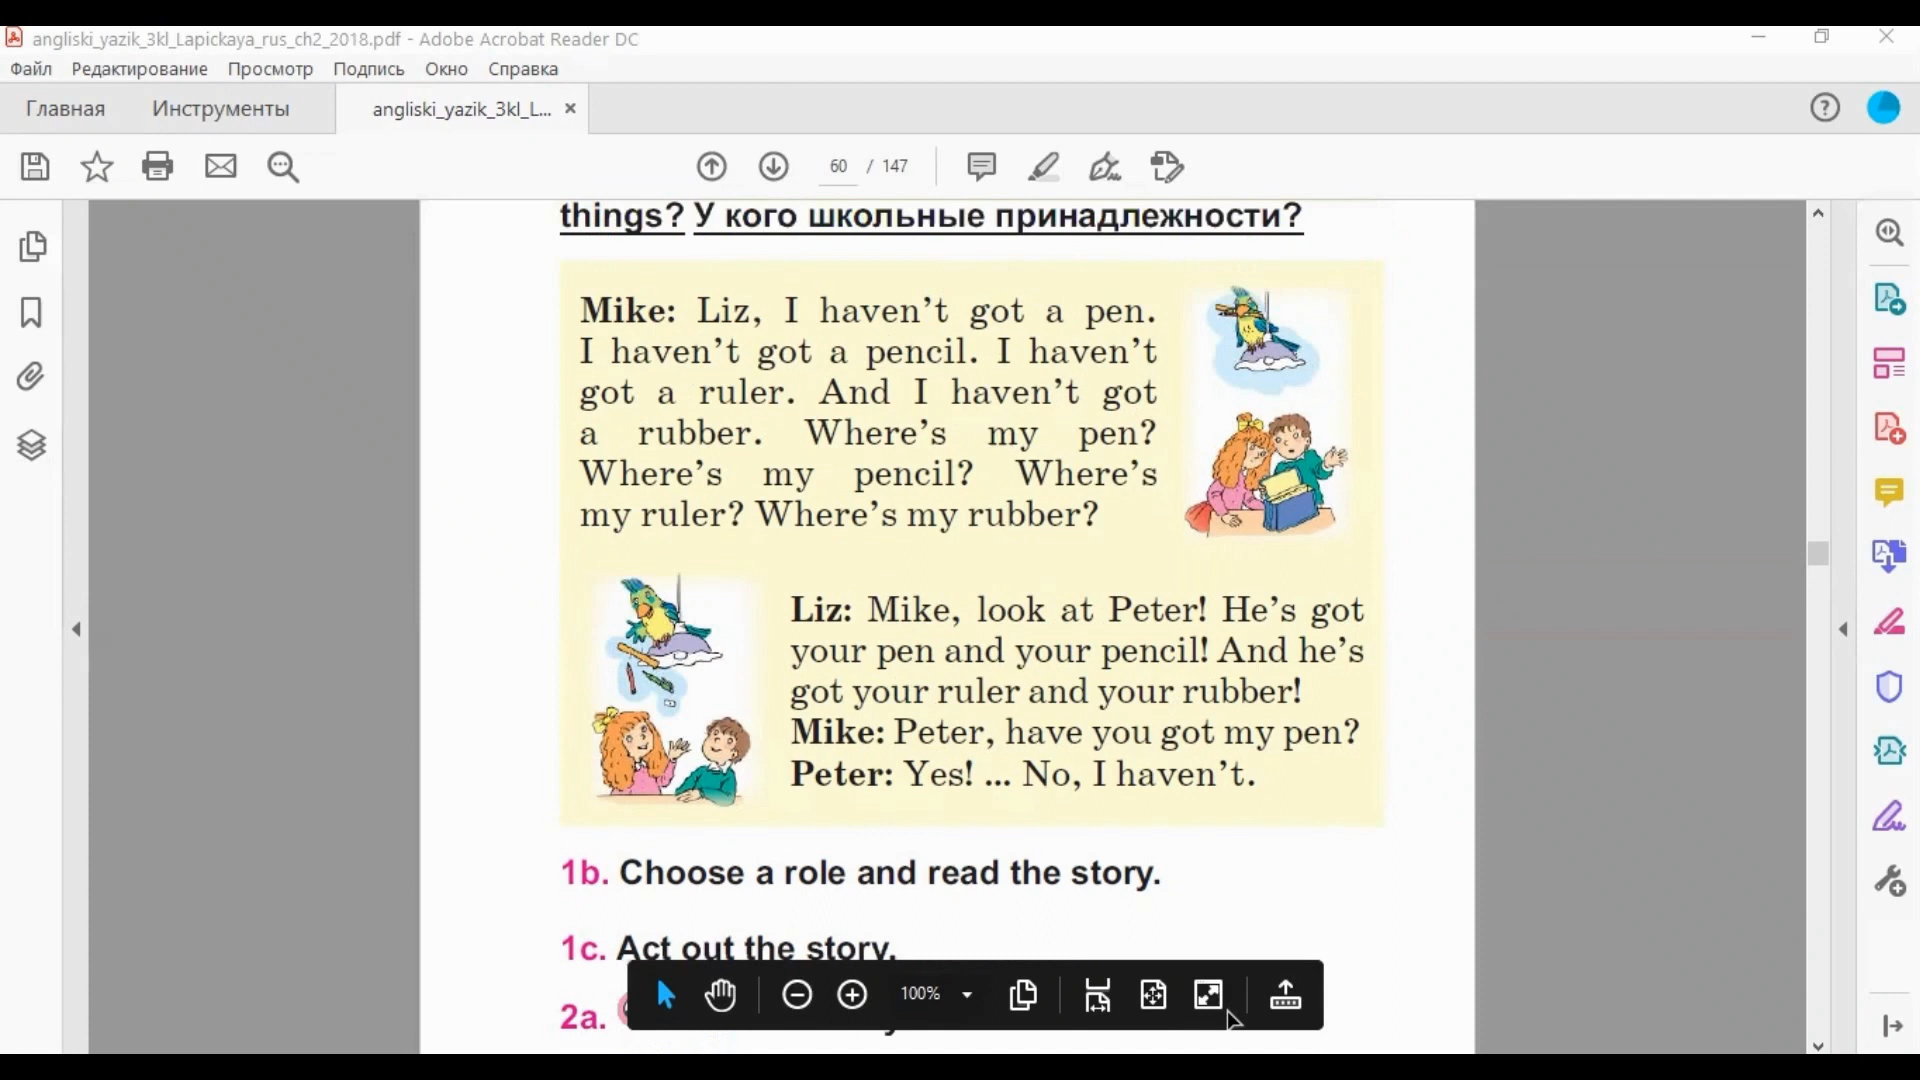 angliski_yazik_3kl_Lapickaya_rus_ch2_2018.pdf - Adobe Acrobat Reader DC
Файл Редактирование Просмотр Подпись Окно Справка
Главная Инструменты angliski_yazik_3kl_L... ×
60 / 147
things? У кого школьные принадлежности?
Mike: Liz, I haven't got a pen.
I haven't got a pencil. I haven't
got a ruler. And I haven't got
a rubber. Where's my pen?
Where's my pencil? Where's
my ruler? Where's my rubber?
Liz: Mike, look at Peter! He's got
your pen and your pencil! And he's
got your ruler and your rubber!
Mike: Peter, have you got my pen?
Peter: Yes! ... No, I haven't.
1b. Choose a role and read the story.
1c. Act out the story.
2a.
100%